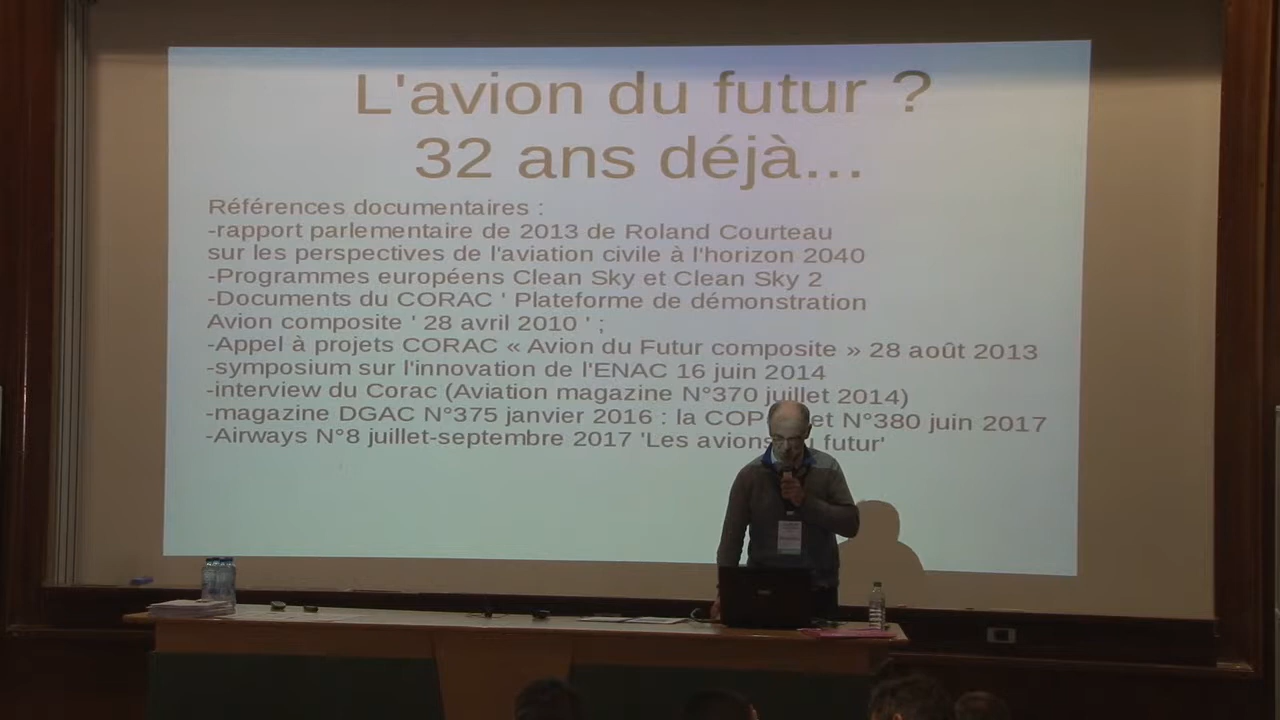 L'avion du futur ?
32 ans déjà...
Références documentaires :
-rapport parlementaire de 2013 de Roland Courteau
sur les perspectives de l'aviation civile à l'horizon 2040
-Programmes européens Clean Sky et Clean Sky 2
-Documents du CORAC ' Plateforme de démonstration
Avion composite ' 28 avril 2010 ' ;
-Appel à projets CORAC « Avion du Futur composite » 28 août 2013
-symposium sur l'innovation de l'ENAC 16 juin 2014
-interview du Corac (Aviation magazine N°370 juillet 2014)
-magazine DGAC N°375 janvier 2016 : la COP et N°380 juin 2017
-Airways N°8 juillet-septembre 2017 'Les avions futur'